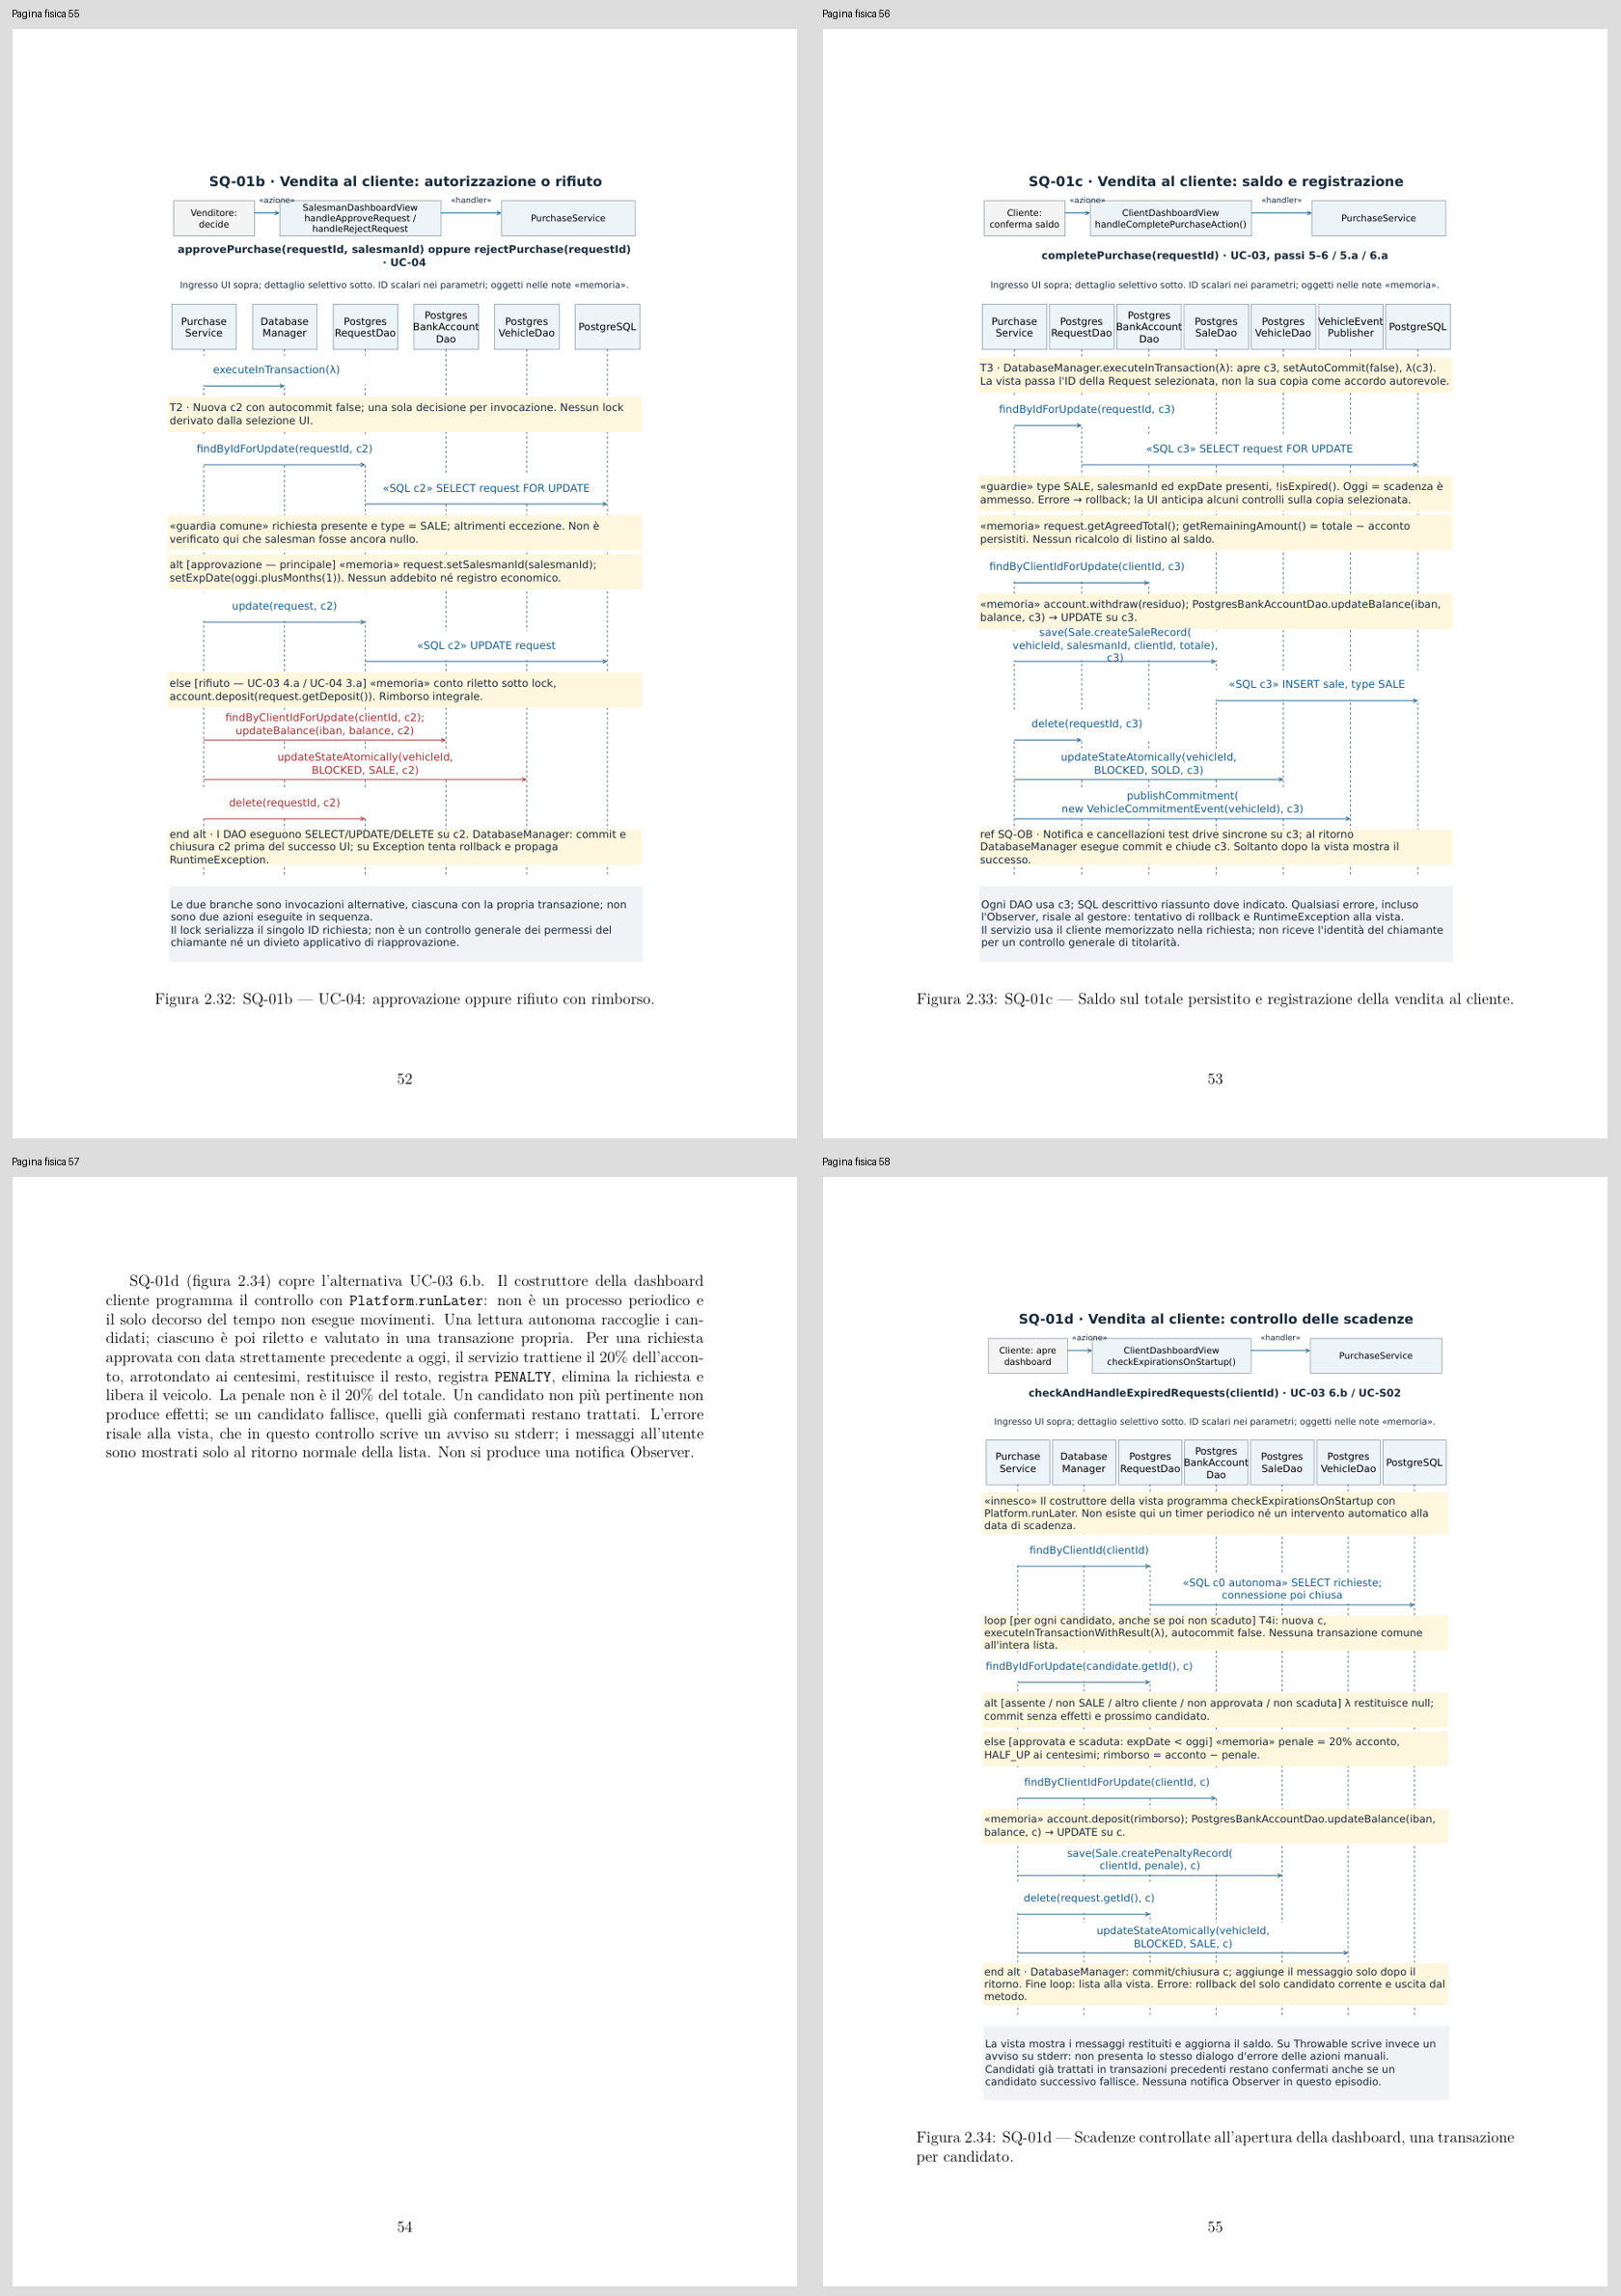 Pagina fisica 55
SQ-01b · Vendita al cliente: autorizzazione o rifiuto
Venditore:
decide
«azione»
SalesmanDashboardView
handleApproveRequest /
handleRejectRequest
«handler»
PurchaseService
approvePurchase(requestId, salesmanId) oppure rejectPurchase(requestId)
· UC-04
Ingresso UI sopra; dettaglio selettivo sotto. ID scalari nei parametri; oggetti nelle note «memoria».
Purchase
Service
Database
Manager
Postgres
RequestDao
Postgres
BankAccount
Dao
Postgres
VehicleDao
PostgreSQL
executeInTransaction(λ)
T2 · Nuova c2 con autocommit false; una sola decisione per invocazione. Nessun lock
derivato dalla selezione UI.
findByIdForUpdate(requestId, c2)
«SQL c2» SELECT request FOR UPDATE
«guardia comune» richiesta presente e type = SALE; altrimenti eccezione. Non è
verificato qui che salesman fosse ancora nullo.
alt [approvazione — principale] «memoria» request.setSalesmanId(salesmanId);
setExpDate(oggi.plusMonths(1)). Nessun addebito né registro economico.
update(request, c2)
«SQL c2» UPDATE request
else [rifiuto — UC-03 4.a / UC-04 3.a] «memoria» conto riletto sotto lock,
account.deposit(request.getDeposit()). Rimborso integrale.
findByClientIdForUpdate(clientId, c2);
updateBalance(iban, balance, c2)
updateStateAtomically(vehicleId,
BLOCKED, SALE, c2)
delete(requestId, c2)
end alt · I DAO eseguono SELECT/UPDATE/DELETE su c2. DatabaseManager: commit e
chiusura c2 prima del successo UI; su Exception tenta rollback e propaga
RuntimeException.
Le due branche sono invocazioni alternative, ciascuna con la propria transazione; non
sono due azioni eseguite in sequenza.
Il lock serializza il singolo ID richiesta; non è un controllo generale dei permessi del
chiamante né un divieto applicativo di riapprovazione.
Figura 2.32: SQ-01b — UC-04: approvazione oppure rifiuto con rimborso.
52
Pagina fisica 56
SQ-01c · Vendita al cliente: saldo e registrazione
Cliente:
conferma saldo
«azione»
ClientDashboardView
handleCompletePurchaseAction()
«handler»
PurchaseService
completePurchase(requestId) · UC-03, passi 5–6 / 5.a / 6.a
Ingresso UI sopra; dettaglio selettivo sotto. ID scalari nei parametri; oggetti nelle note «memoria».
Purchase
Service
Postgres
RequestDao
Postgres
BankAccount
Dao
Postgres
SaleDao
Postgres
VehicleDao
VehicleEvent
Publisher
PostgreSQL
T3 · DatabaseManager.executeInTransaction(λ): apre c3, setAutoCommit(false), λ(c3).
La vista passa l'ID della Request selezionata, non la sua copia come accordo autorevole.
findByIdForUpdate(requestId, c3)
«SQL c3» SELECT request FOR UPDATE
«guardie» type SALE, salesmanId ed expDate presenti, !isExpired(). Oggi = scadenza è
ammesso. Errore → rollback; la UI anticipa alcuni controlli sulla copia selezionata.
«memoria» request.getAgreedTotal(); getRemainingAmount() = totale − acconto
persistiti. Nessun ricalcolo di listino al saldo.
findByClientIdForUpdate(clientId, c3)
«memoria» account.withdraw(residuo); PostgresBankAccountDao.updateBalance(iban,
balance, c3) → UPDATE su c3.
save(Sale.createSaleRecord(
vehicleId, salesmanId, clientId, totale),
c3)
«SQL c3» INSERT sale, type SALE
delete(requestId, c3)
updateStateAtomically(vehicleId,
BLOCKED, SOLD, c3)
publishCommitment(
new VehicleCommitmentEvent(vehicleId), c3)
ref SQ-OB · Notifica e cancellazioni test drive sincrone su c3; al ritorno
DatabaseManager esegue commit e chiude c3. Soltanto dopo la vista mostra il
successo.
Ogni DAO usa c3; SQL descrittivo riassunto dove indicato. Qualsiasi errore, incluso
l'Observer, risale al gestore: tentativo di rollback e RuntimeException alla vista.
Il servizio usa il cliente memorizzato nella richiesta; non riceve l'identità del chiamante
per un controllo generale di titolarità.
Figura 2.33: SQ-01c — Saldo sul totale persistito e registrazione della vendita al cliente.
53
Pagina fisica 57
SQ-01d (figura 2.34) copre l'alternativa UC-03 6.b. Il costruttore della dashboard
cliente programma il controllo con Platform.runLater: non è un processo periodico e
il solo decorso del tempo non esegue movimenti. Una lettura autonoma raccoglie i can-
didati; ciascuno è poi riletto e valutato in una transazione propria. Per una richiesta
approvata con data strettamente precedente a oggi, il servizio trattiene il 20% dell'accon-
to, arrotondato ai centesimi, restituisce il resto, registra PENALTY, elimina la richiesta e
libera il veicolo. La penale non è il 20% del totale. Un candidato non più pertinente non
produce effetti; se un candidato fallisce, quelli già confermati restano trattati. L'errore
risale alla vista, che in questo controllo scrive un avviso su stderr; i messaggi all'utente
sono mostrati solo al ritorno normale della lista. Non si produce una notifica Observer.
54
Pagina fisica 58
SQ-01d · Vendita al cliente: controllo delle scadenze
Cliente: apre
dashboard
«azione»
ClientDashboardView
checkExpirationsOnStartup()
«handler»
PurchaseService
checkAndHandleExpiredRequests(clientId) · UC-03 6.b / UC-S02
Ingresso UI sopra; dettaglio selettivo sotto. ID scalari nei parametri; oggetti nelle note «memoria».
Purchase
Service
Database
Manager
Postgres
RequestDao
Postgres
BankAccount
Dao
Postgres
SaleDao
Postgres
VehicleDao
PostgreSQL
«innesco» Il costruttore della vista programma checkExpirationsOnStartup con
Platform.runLater. Non esiste qui un timer periodico né un intervento automatico alla
data di scadenza.
findByClientId(clientId)
«SQL c0 autonoma» SELECT richieste;
connessione poi chiusa
loop [per ogni candidato, anche se poi non scaduto] T4i: nuova c,
executeInTransactionWithResult(λ), autocommit false. Nessuna transazione comune
all'intera lista.
findByIdForUpdate(candidate.getId(), c)
alt [assente / non SALE / altro cliente / non approvata / non scaduta] λ restituisce null;
commit senza effetti e prossimo candidato.
else [approvata e scaduta: expDate < oggi] «memoria» penale = 20% acconto,
HALF_UP ai centesimi; rimborso = acconto − penale.
findByClientIdForUpdate(clientId, c)
«memoria» account.deposit(rimborso); PostgresBankAccountDao.updateBalance(iban,
balance, c) → UPDATE su c.
save(Sale.createPenaltyRecord(
clientId, penale), c)
delete(request.getId(), c)
updateStateAtomically(vehicleId,
BLOCKED, SALE, c)
end alt · DatabaseManager: commit/chiusura c; aggiunge il messaggio solo dopo il
ritorno. Fine loop: lista alla vista. Errore: rollback del solo candidato corrente e uscita dal
metodo.
La vista mostra i messaggi restituiti e aggiorna il saldo. Su Throwable scrive invece un
avviso su stderr: non presenta lo stesso dialogo d'errore delle azioni manuali.
Candidati già trattati in transazioni precedenti restano confermati anche se un
candidato successivo fallisce. Nessuna notifica Observer in questo episodio.
Figura 2.34: SQ-01d — Scadenze controllate all'apertura della dashboard, una transazione
per candidato.
55